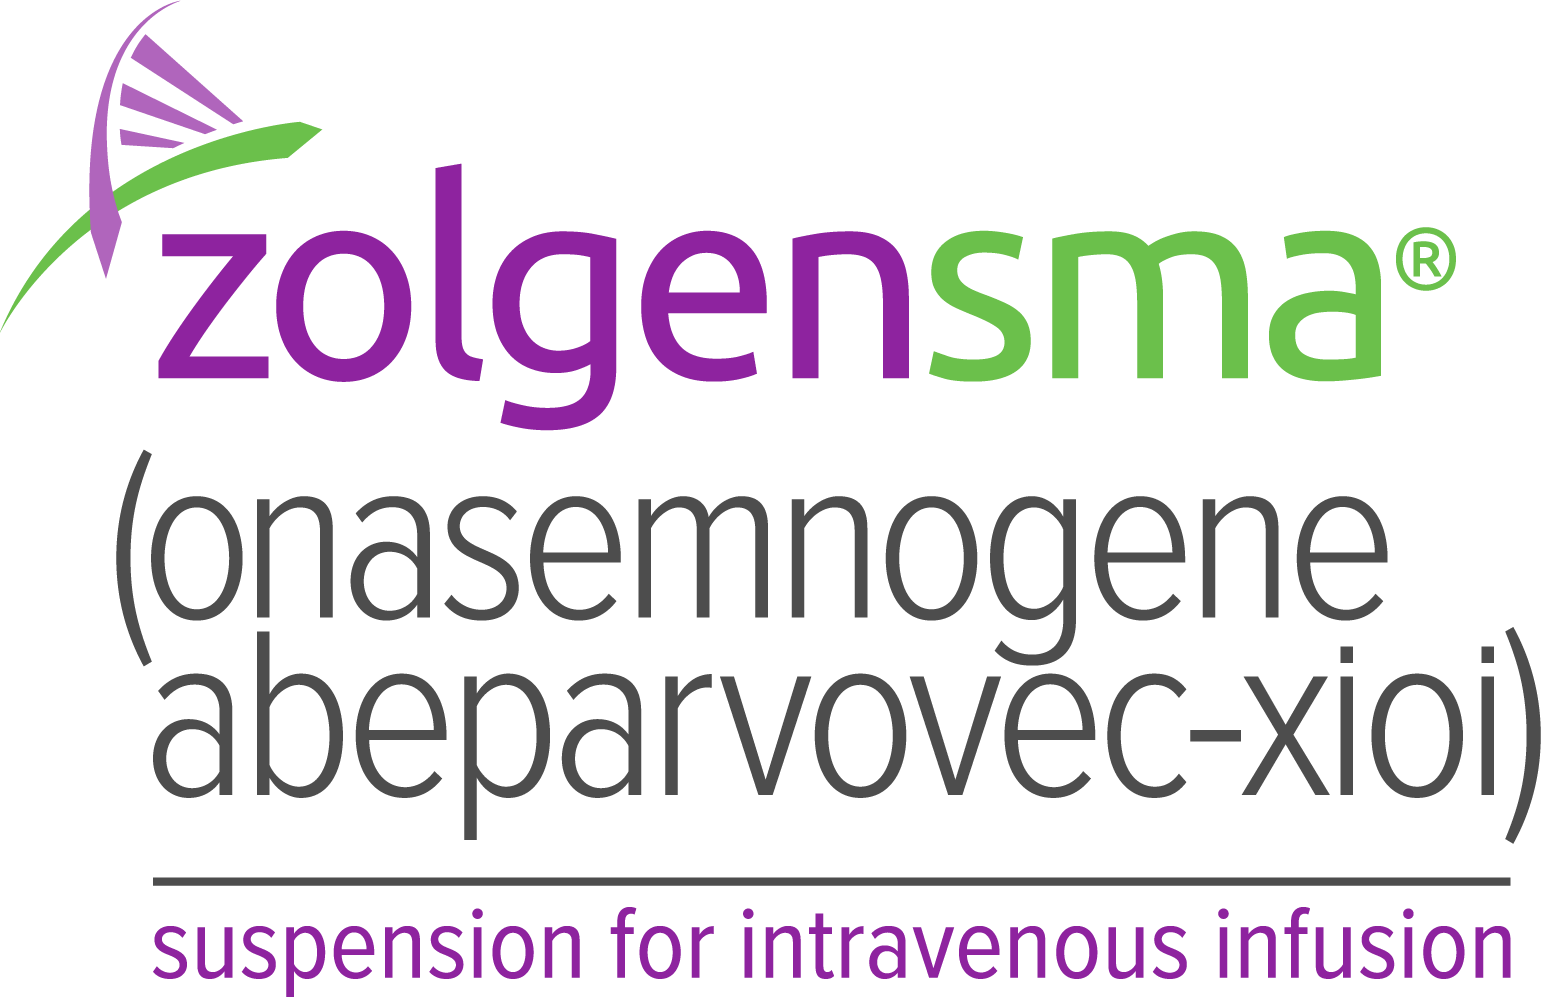 zolgensma®
(onasemnogene
abeparvovec-xioi)
suspension for intravenous infusion